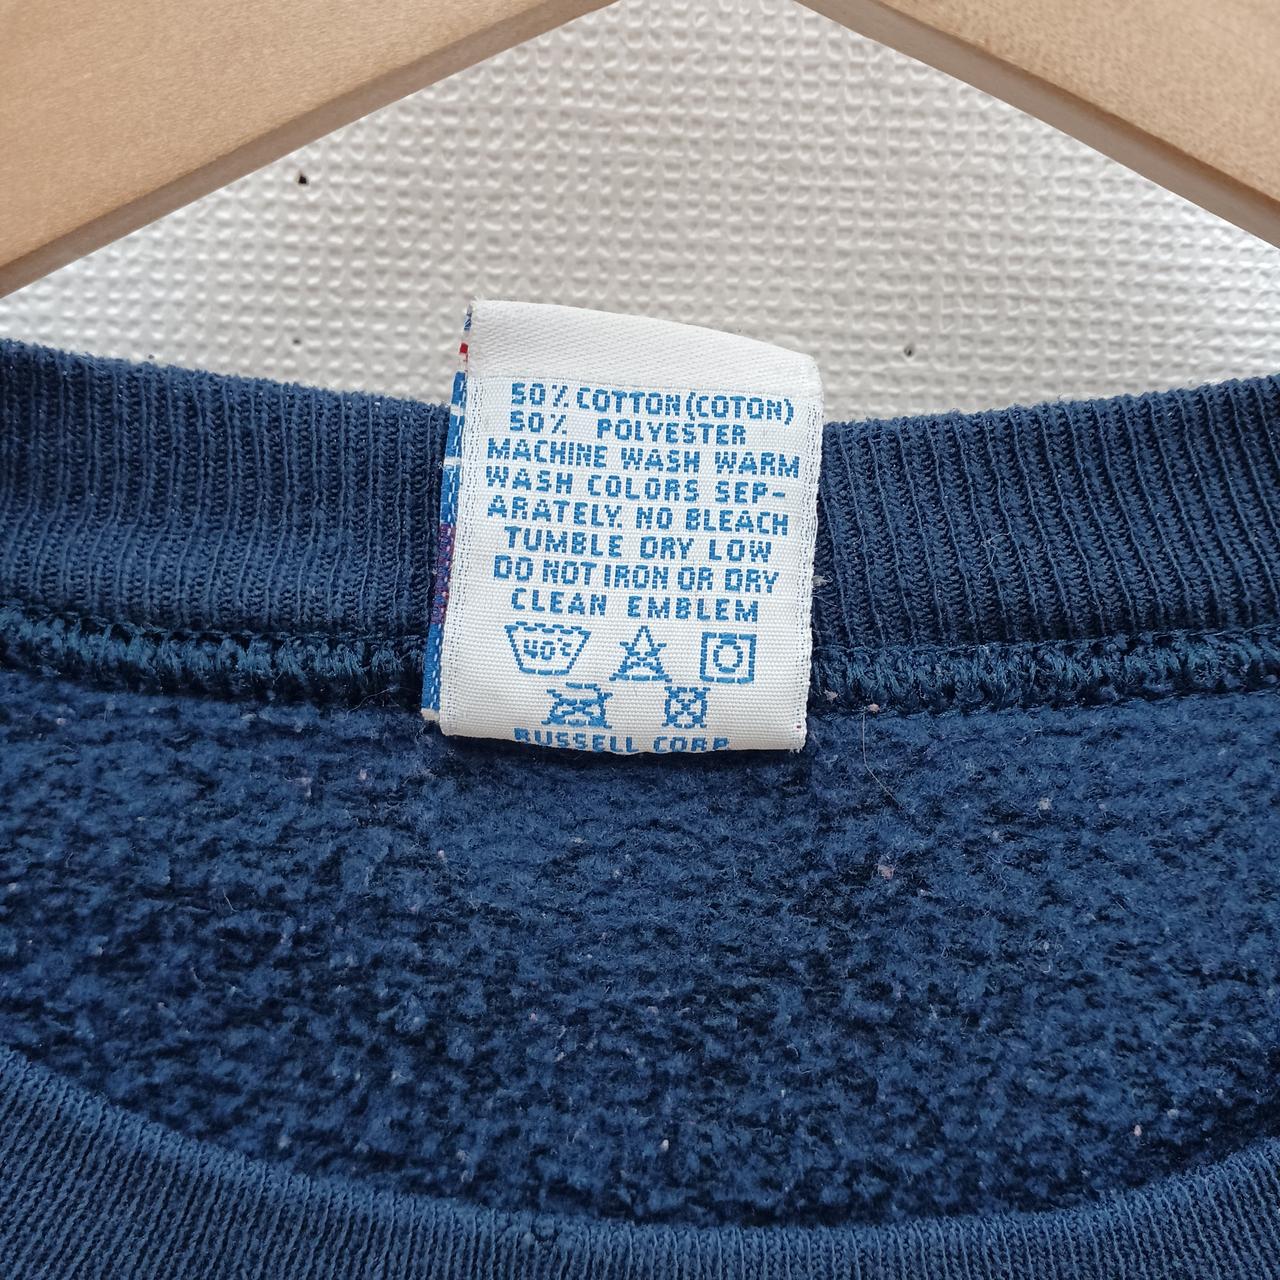 50% COTTON (COTON)
50% POLYESTER
MACHINE WASH WARM
WASH COLORS SEP-
ARATELY. NO BLEACH
TUMBLE DRY LOW
DO NOT IRON OR DRY
CLEAN EMBLEM
40°C
RUSSELL CORP.